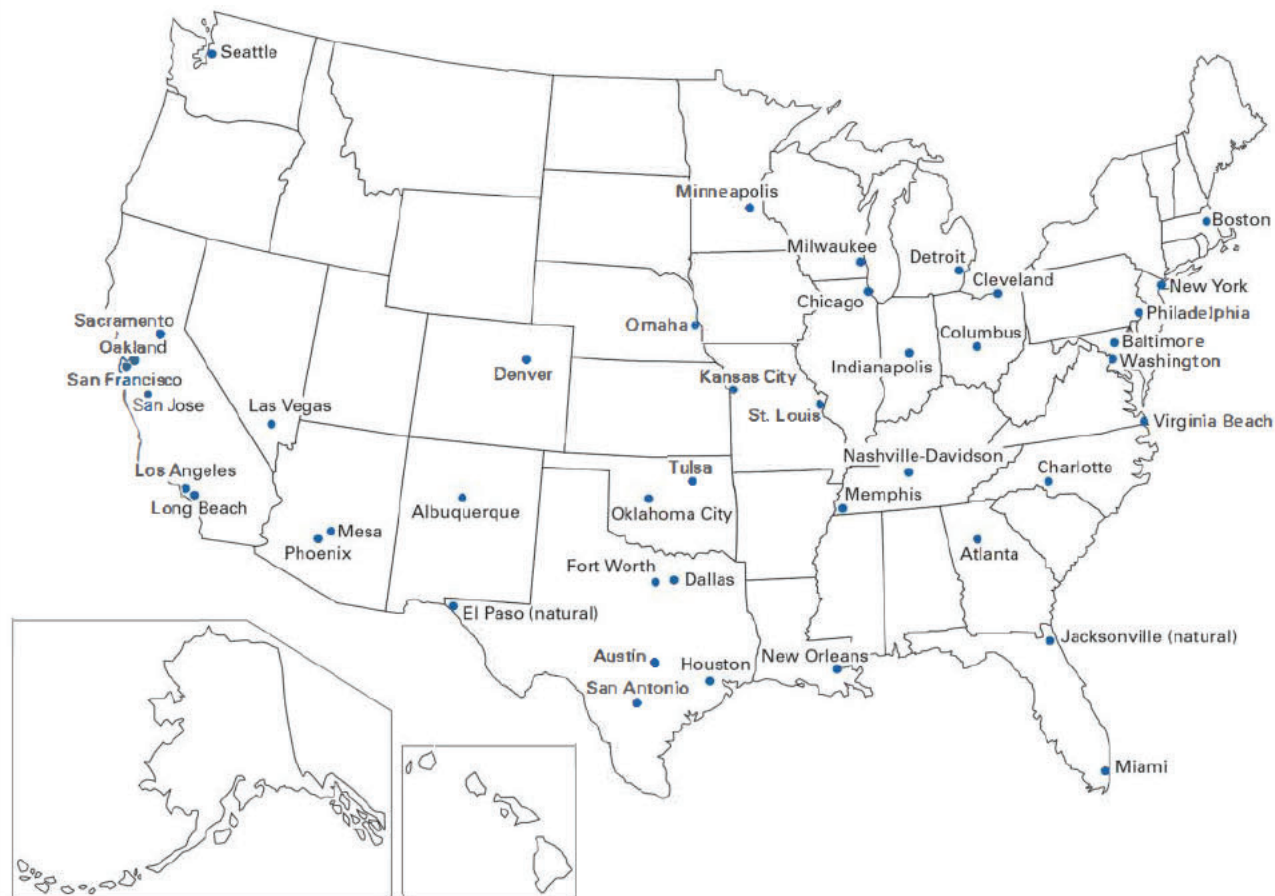 Seattle
Minneapolis
Boston
Milwaukee
Detroit
Cleveland
New York
Chicago
Philadelphia
Sacramento
Omaha
Columbus
Baltimore
Oakland
Denver
Indianapolis
Washington
San Francisco
Kansas City
San Jose
Las Vegas
St. Louis
Virginia Beach
Nashville-Davidson
Los Angeles
Tulsa
Charlotte
Long Beach
Albuquerque
Oklahoma City
Memphis
Mesa
Phoenix
Atlanta
Fort Worth
Dallas
El Paso (natural)
Jacksonville (natural)
Austin
Houston
New Orleans
San Antonio
Miami